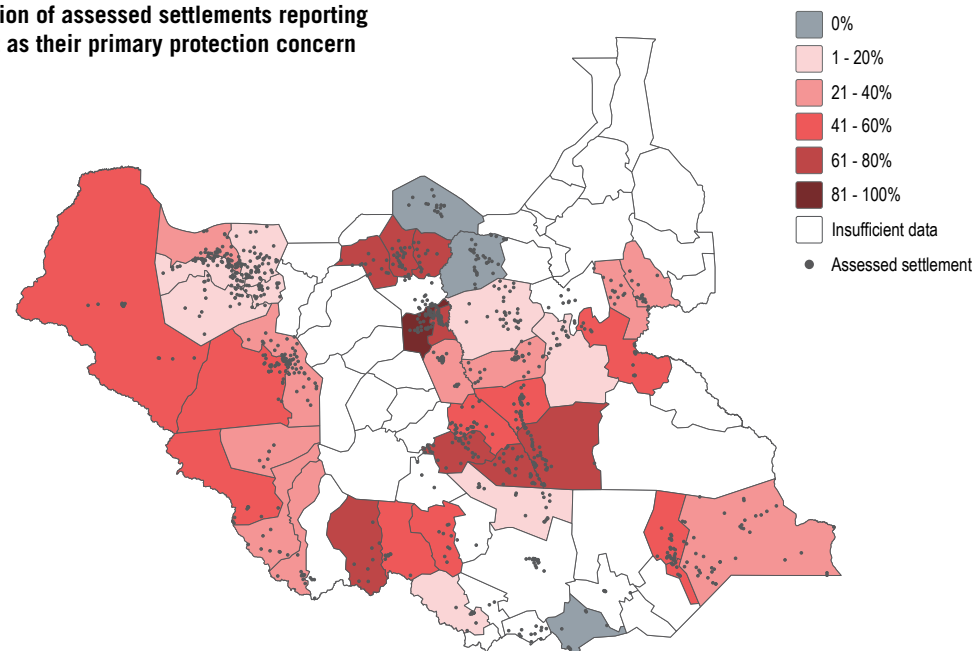 ion of assessed settlements reporting
as their primary protection concern
0%
1 - 20%
21 - 40%
41 - 60%
61 - 80%
81 - 100%
Insufficient data
Assessed settlement